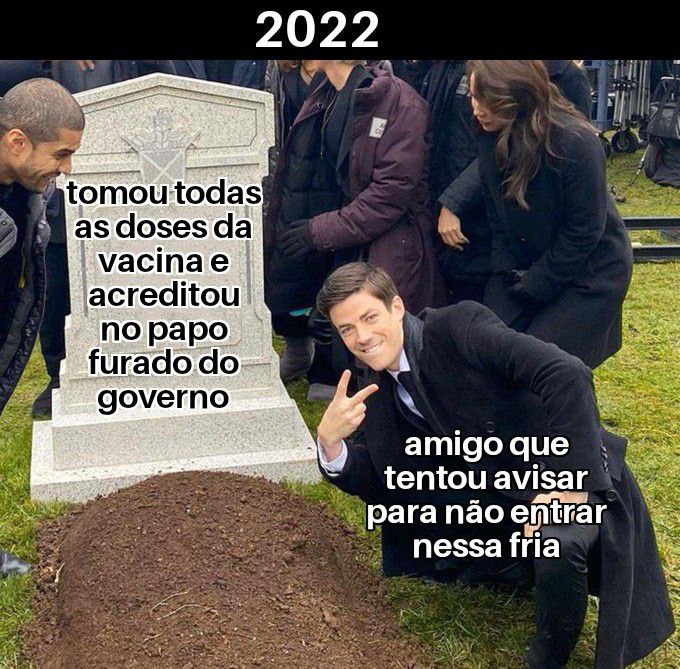 2022
tomou todas
as doses da
vacina e
acreditou
no papo
furado do
governo
amigo que
tentou avisar
para não entrar
nessa fria